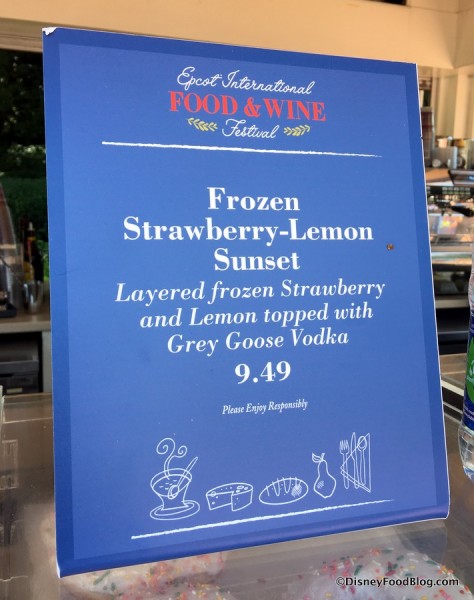 Epcot International
FOOD & WINE
Festival
Frozen
Strawberry-Lemon
Sunset
Layered frozen Strawberry
and Lemon topped with
Grey Goose Vodka
9.49
Please Enjoy Responsibly
©DisneyFoodBlog.com